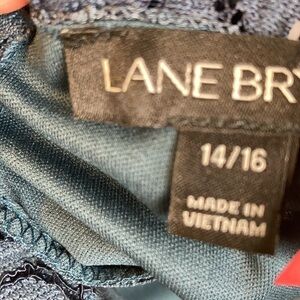 LANE BRY
14/16
MADE IN
VIETNAM